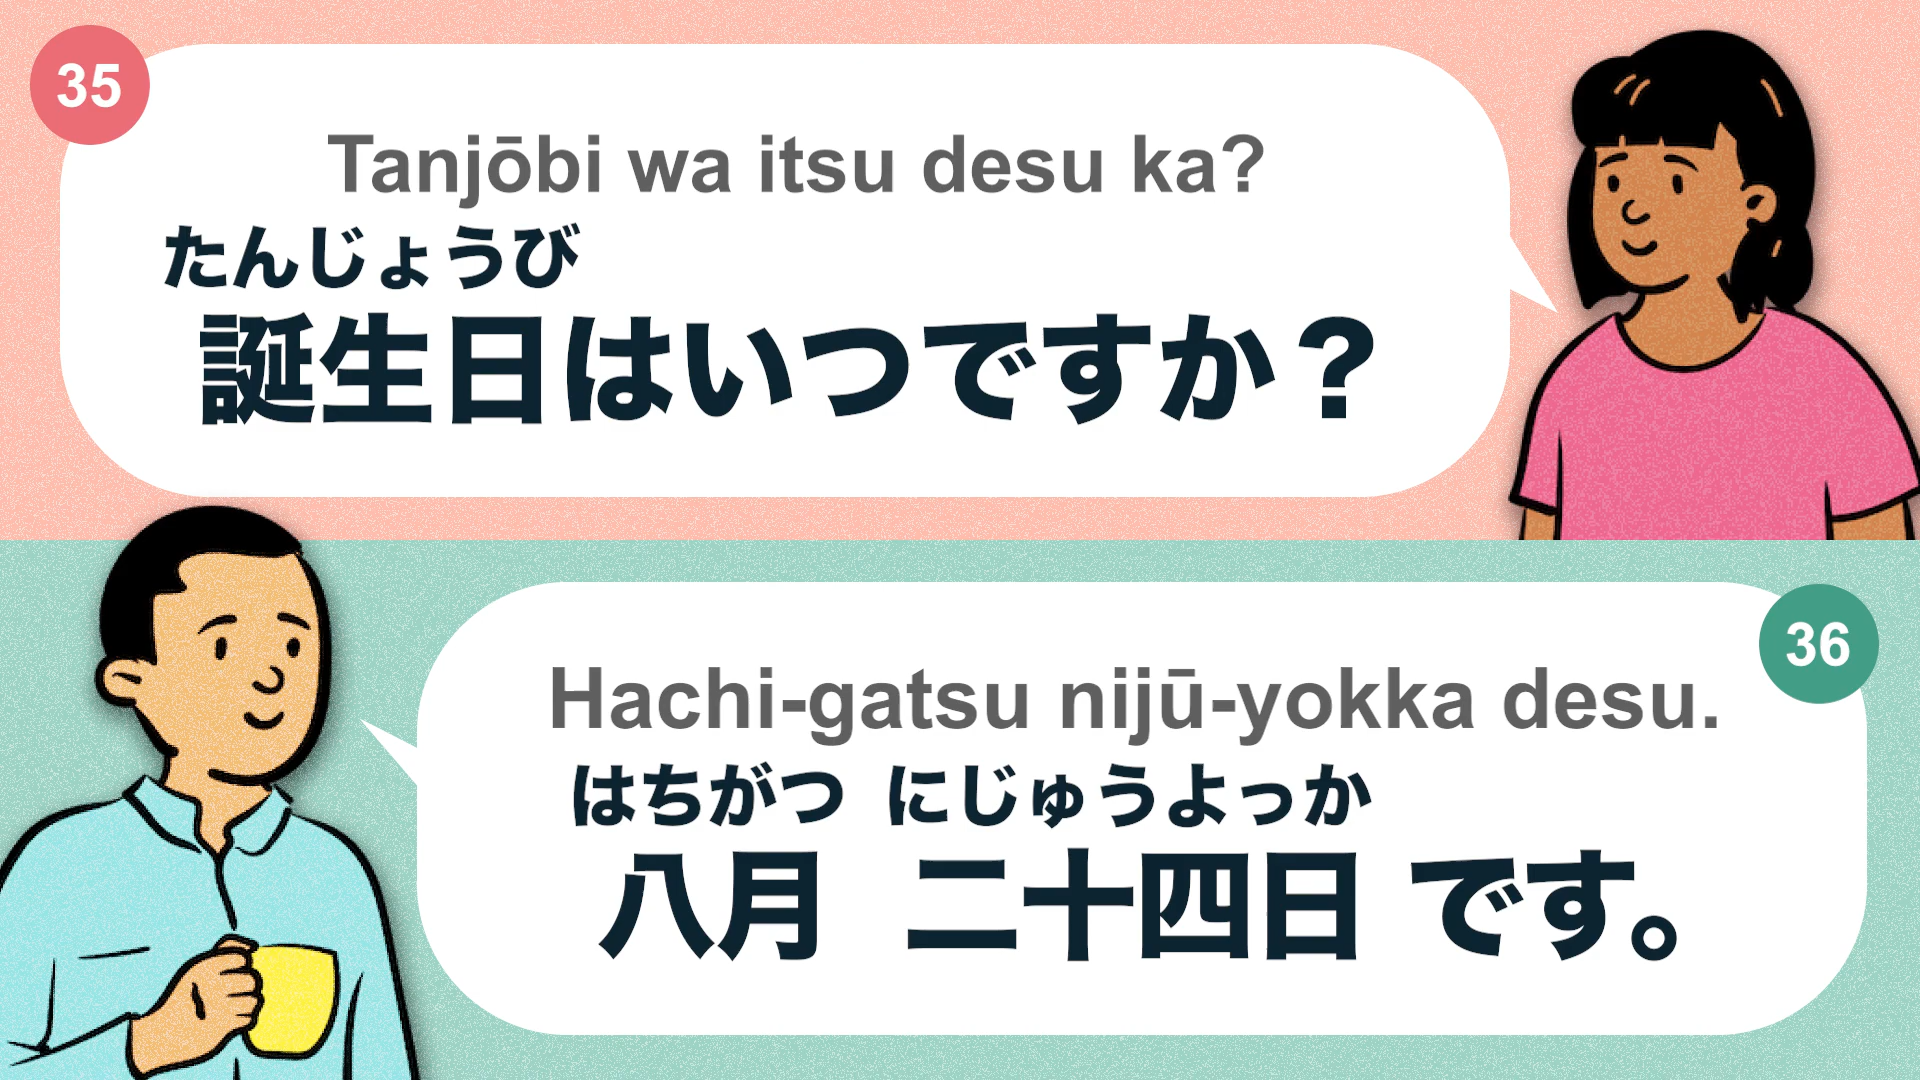 35
Tanjōbi wa itsu desu ka?
たんじょうび
誕生日はいつですか？
36
Hachi-gatsu nijū-yokka desu.
はちがつ にじゅうよっか
八月 二十四日 です。